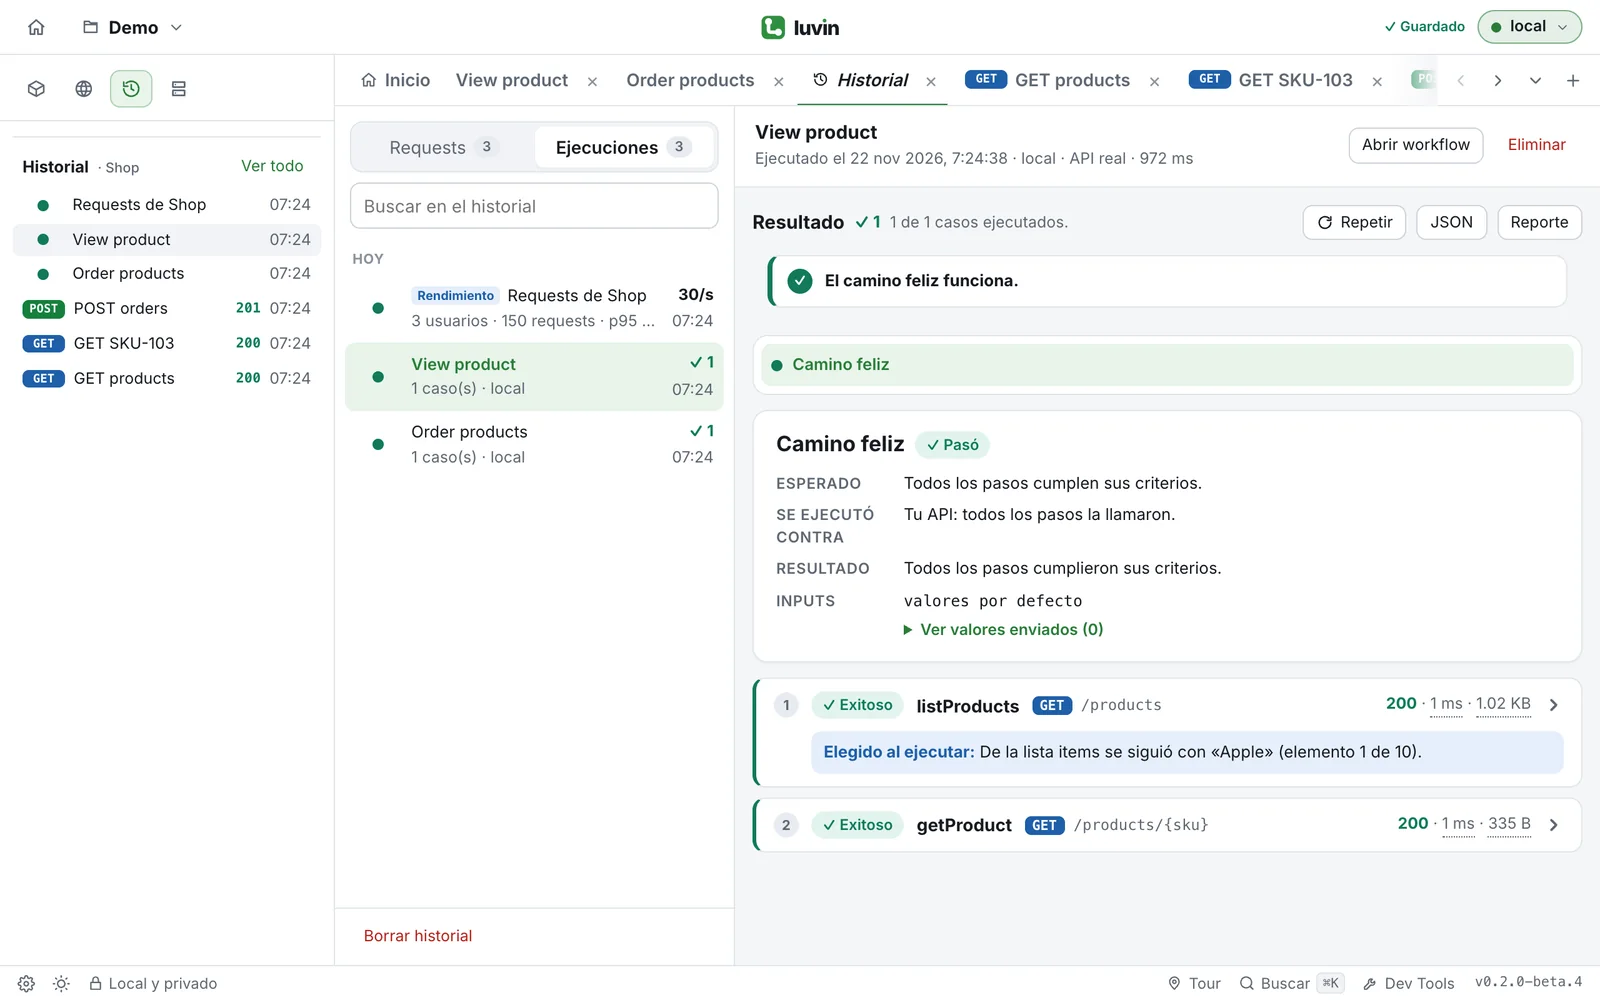 Demo
luvin
Guardado
local
Inicio
View product
Order products
Historial
GET GET products
GET GET SKU-103
Historial · Shop Ver todo
Requests de Shop 07:24
View product 07:24
Order products 07:24
POST POST orders 201 07:24
GET GET SKU-103 200 07:24
GET GET products 200 07:24
Requests 3 Ejecuciones 3
Buscar en el historial
HOY
Rendimiento Requests de Shop 30/s
3 usuarios · 150 requests · p95 ... 07:24
View product ✓ 1
1 caso(s) · local 07:24
Order products ✓ 1
1 caso(s) · local 07:24
Borrar historial
View product
Ejecutado el 22 nov 2026, 7:24:38 · local · API real · 972 ms
Abrir workflow Eliminar
Resultado ✓ 1 1 de 1 casos ejecutados.
Repetir JSON Reporte
El camino feliz funciona.
Camino feliz
Camino feliz ✓ Pasó
ESPERADO Todos los pasos cumplen sus criterios.
SE EJECUTÓ CONTRA Tu API: todos los pasos la llamaron.
RESULTADO Todos los pasos cumplieron sus criterios.
INPUTS valores por defecto
Ver valores enviados (0)
1 ✓ Exitoso listProducts GET /products 200 · 1 ms · 1.02 KB
Elegido al ejecutar: De la lista items se siguió con «Apple» (elemento 1 de 10).
2 ✓ Exitoso getProduct GET /products/{sku} 200 · 1 ms · 335 B
Local y privado
Tour Buscar ⌘K Dev Tools v0.2.0-beta.4